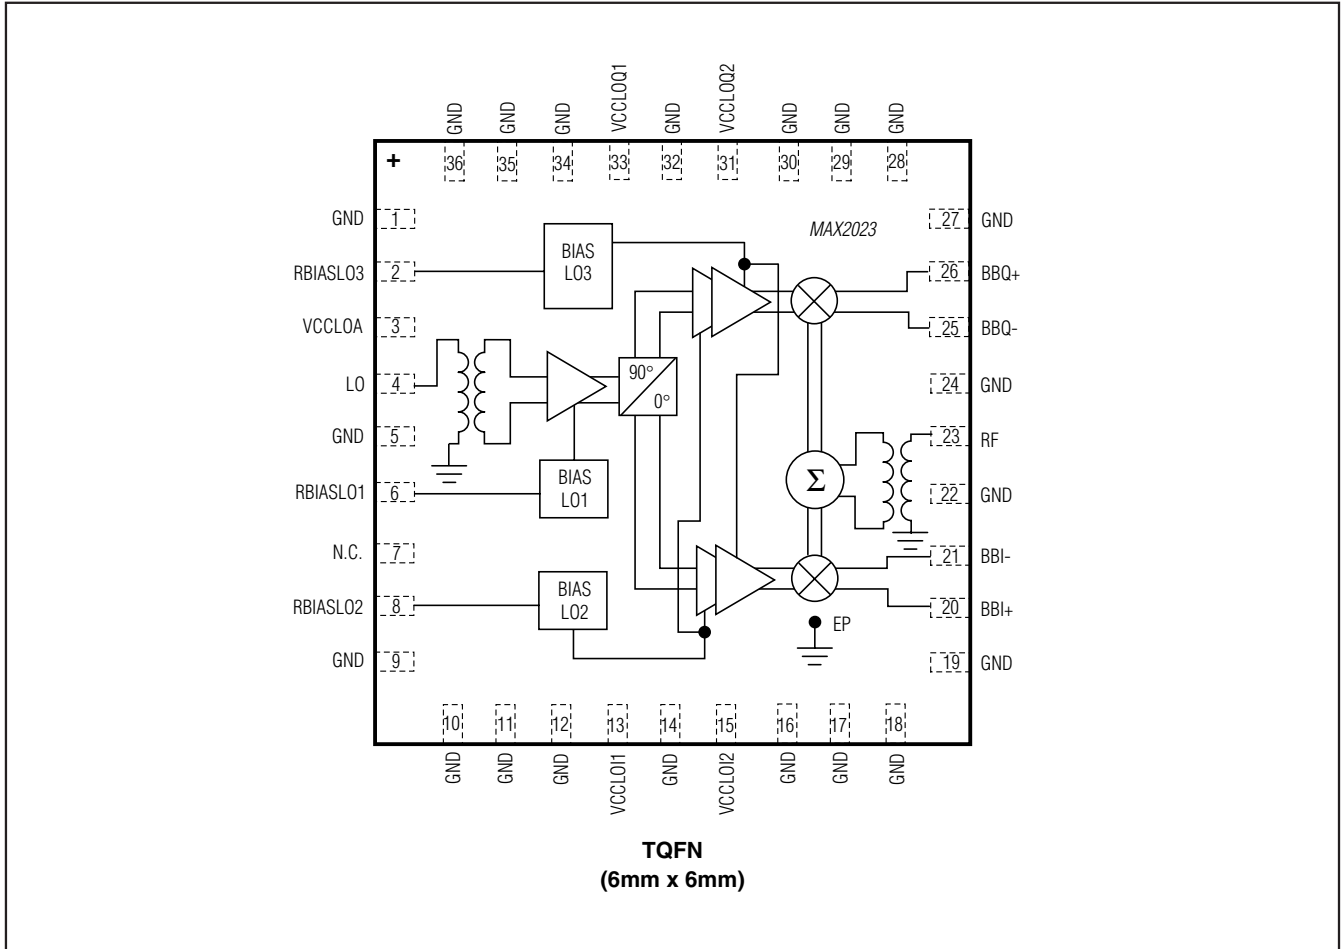 GND
GND
GND
VCCLOQ1
GND
VCCLOQ2
GND
GND
GND
+
36
35
34
33
32
31
30
29
28
GND 1
27 GND
MAX2023
BIAS
LO3
RBIASLO3 2
26 BBQ+
VCCLOA 3
25 BBQ-
90°
0°
LO 4
24 GND
GND 5
23 RF
Σ
BIAS
LO1
RBIASLO1 6
22 GND
N.C. 7
21 BBI-
BIAS
LO2
RBIASLO2 8
20 BBI+
EP
GND 9
19 GND
10
11
12
13
14
15
16
17
18
GND
GND
GND
VCCLOI1
GND
VCCLOI2
GND
GND
GND
TQFN
(6mm x 6mm)